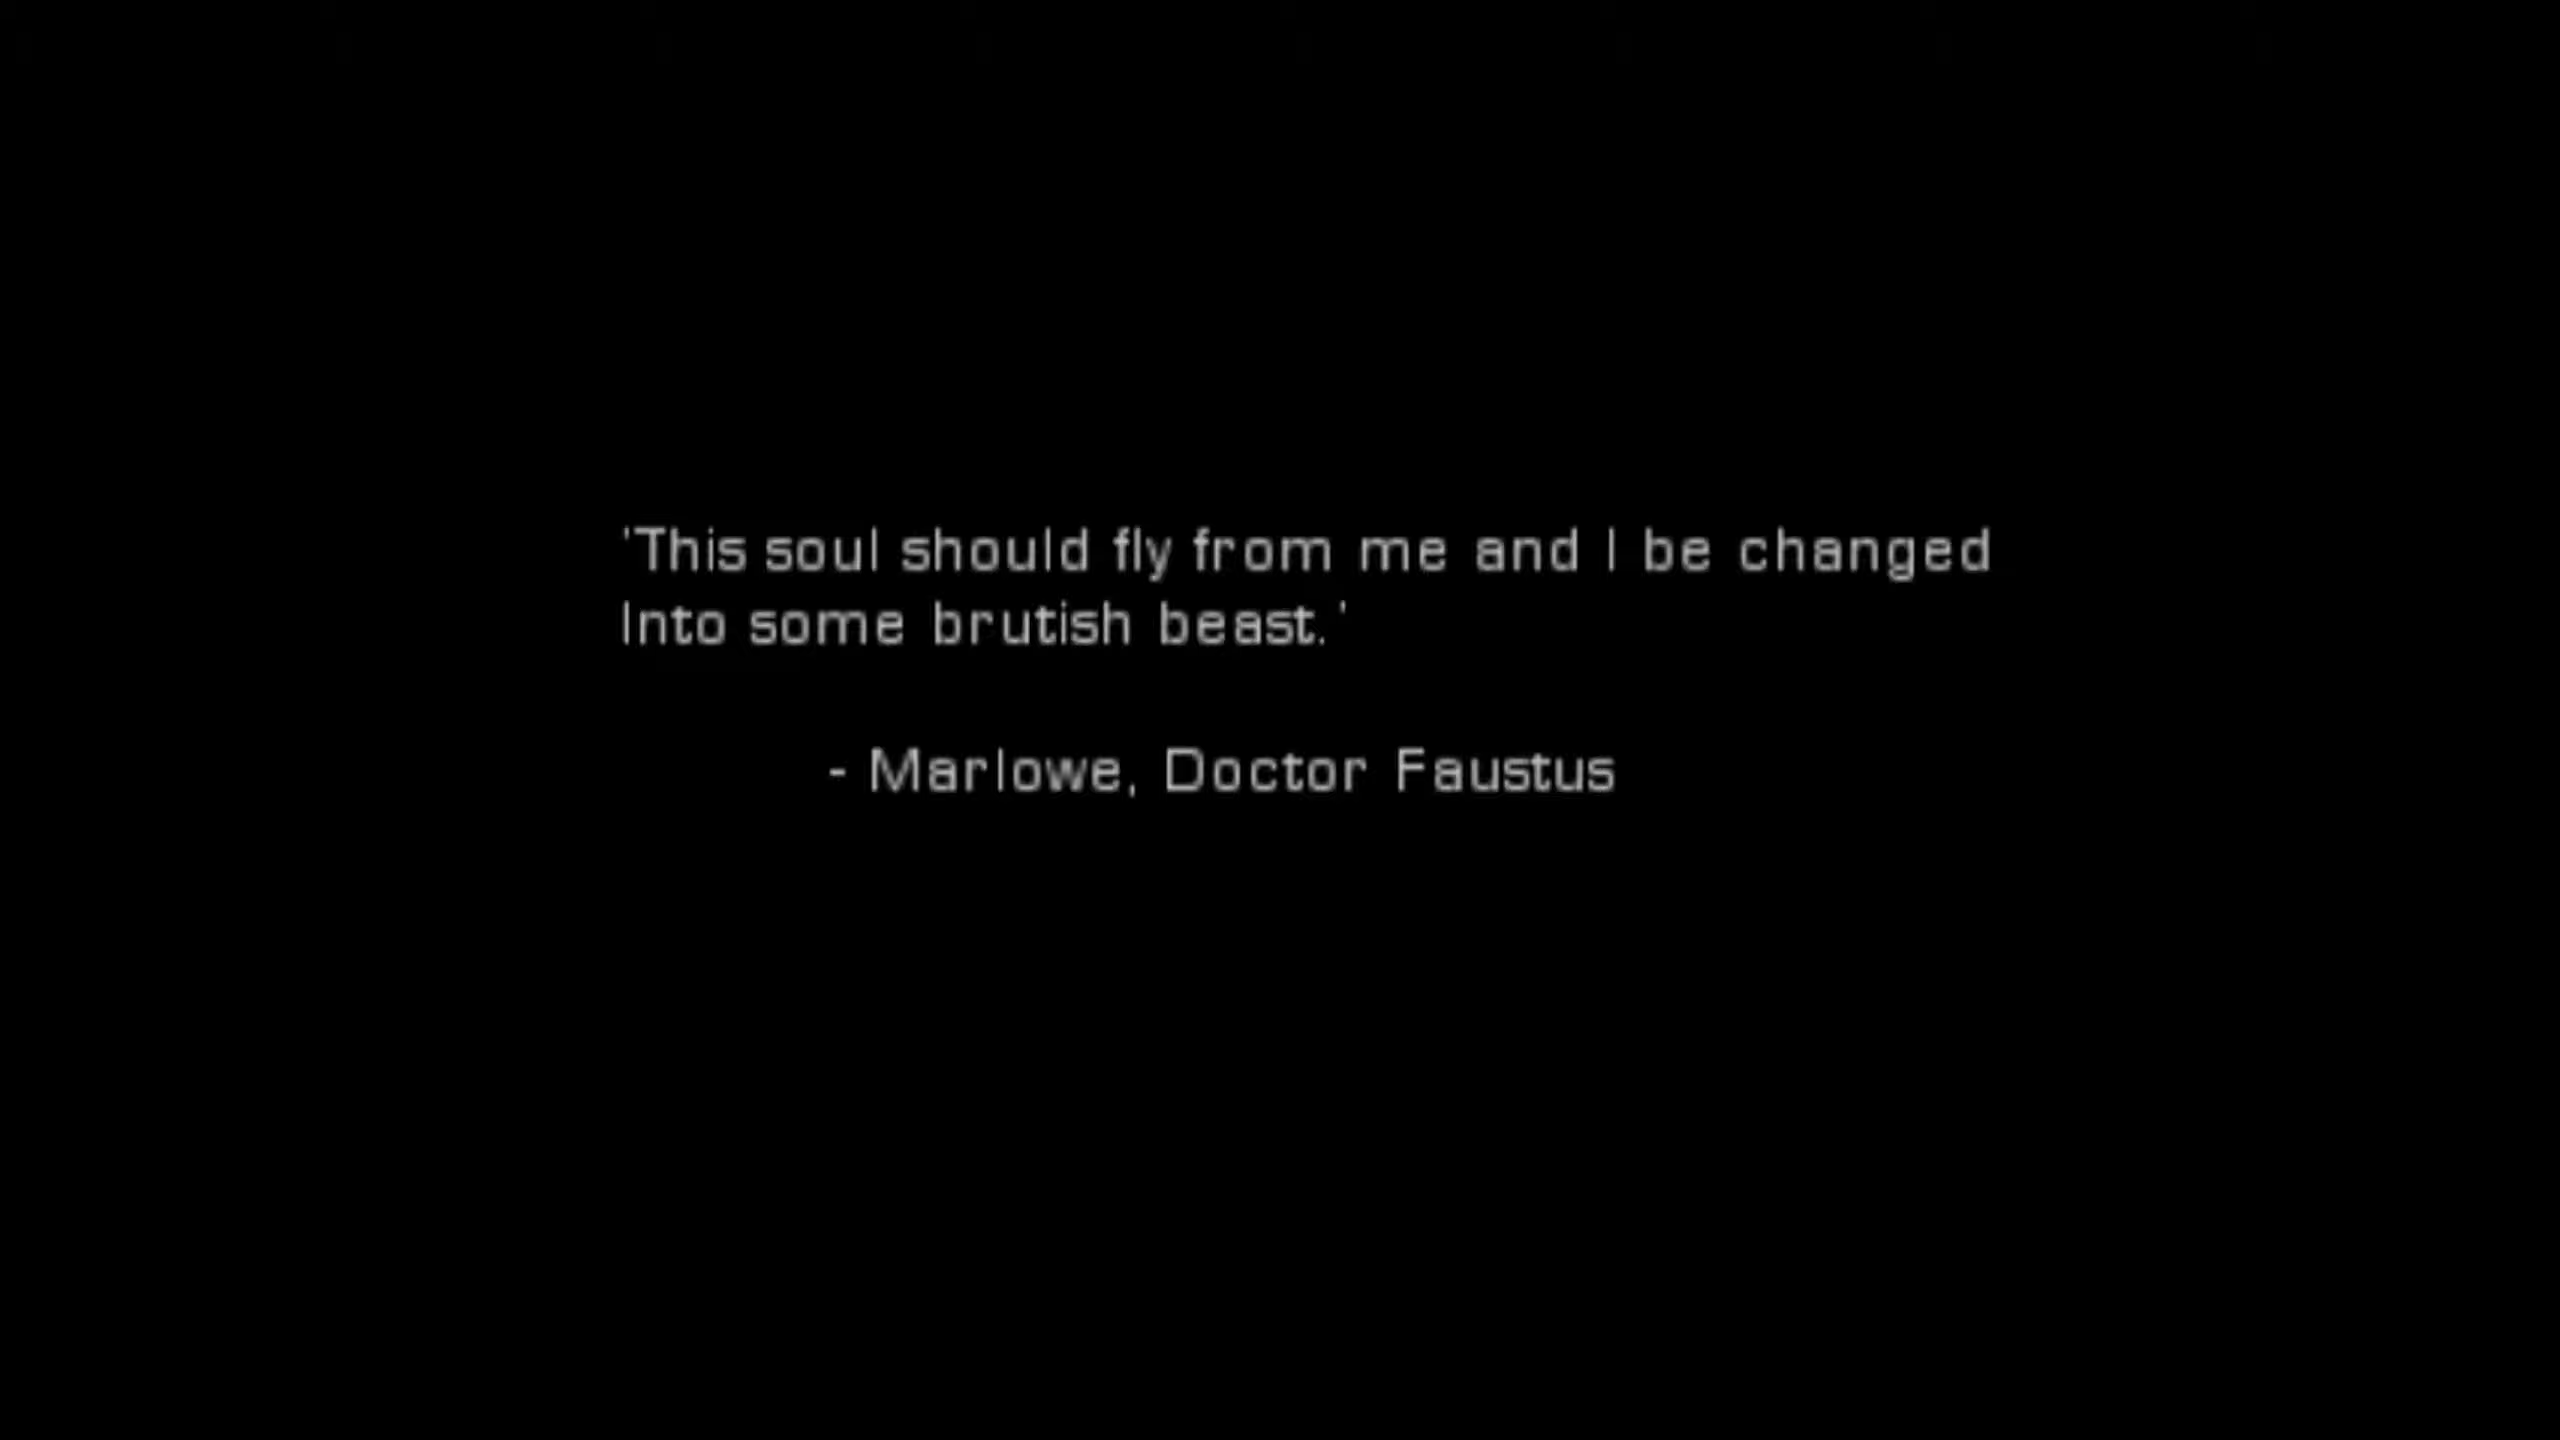 'This soul should fly from me and I be changed
Into some brutish beast.'
- Marlowe, Doctor Faustus